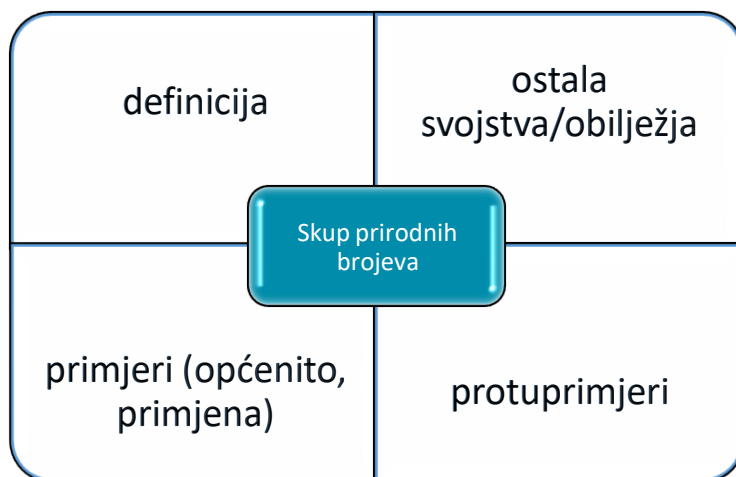 definicija
ostala
svojstva/obilježja
Skup prirodnih
brojeva
primjeri (općenito,
primjena)
protuprimjeri